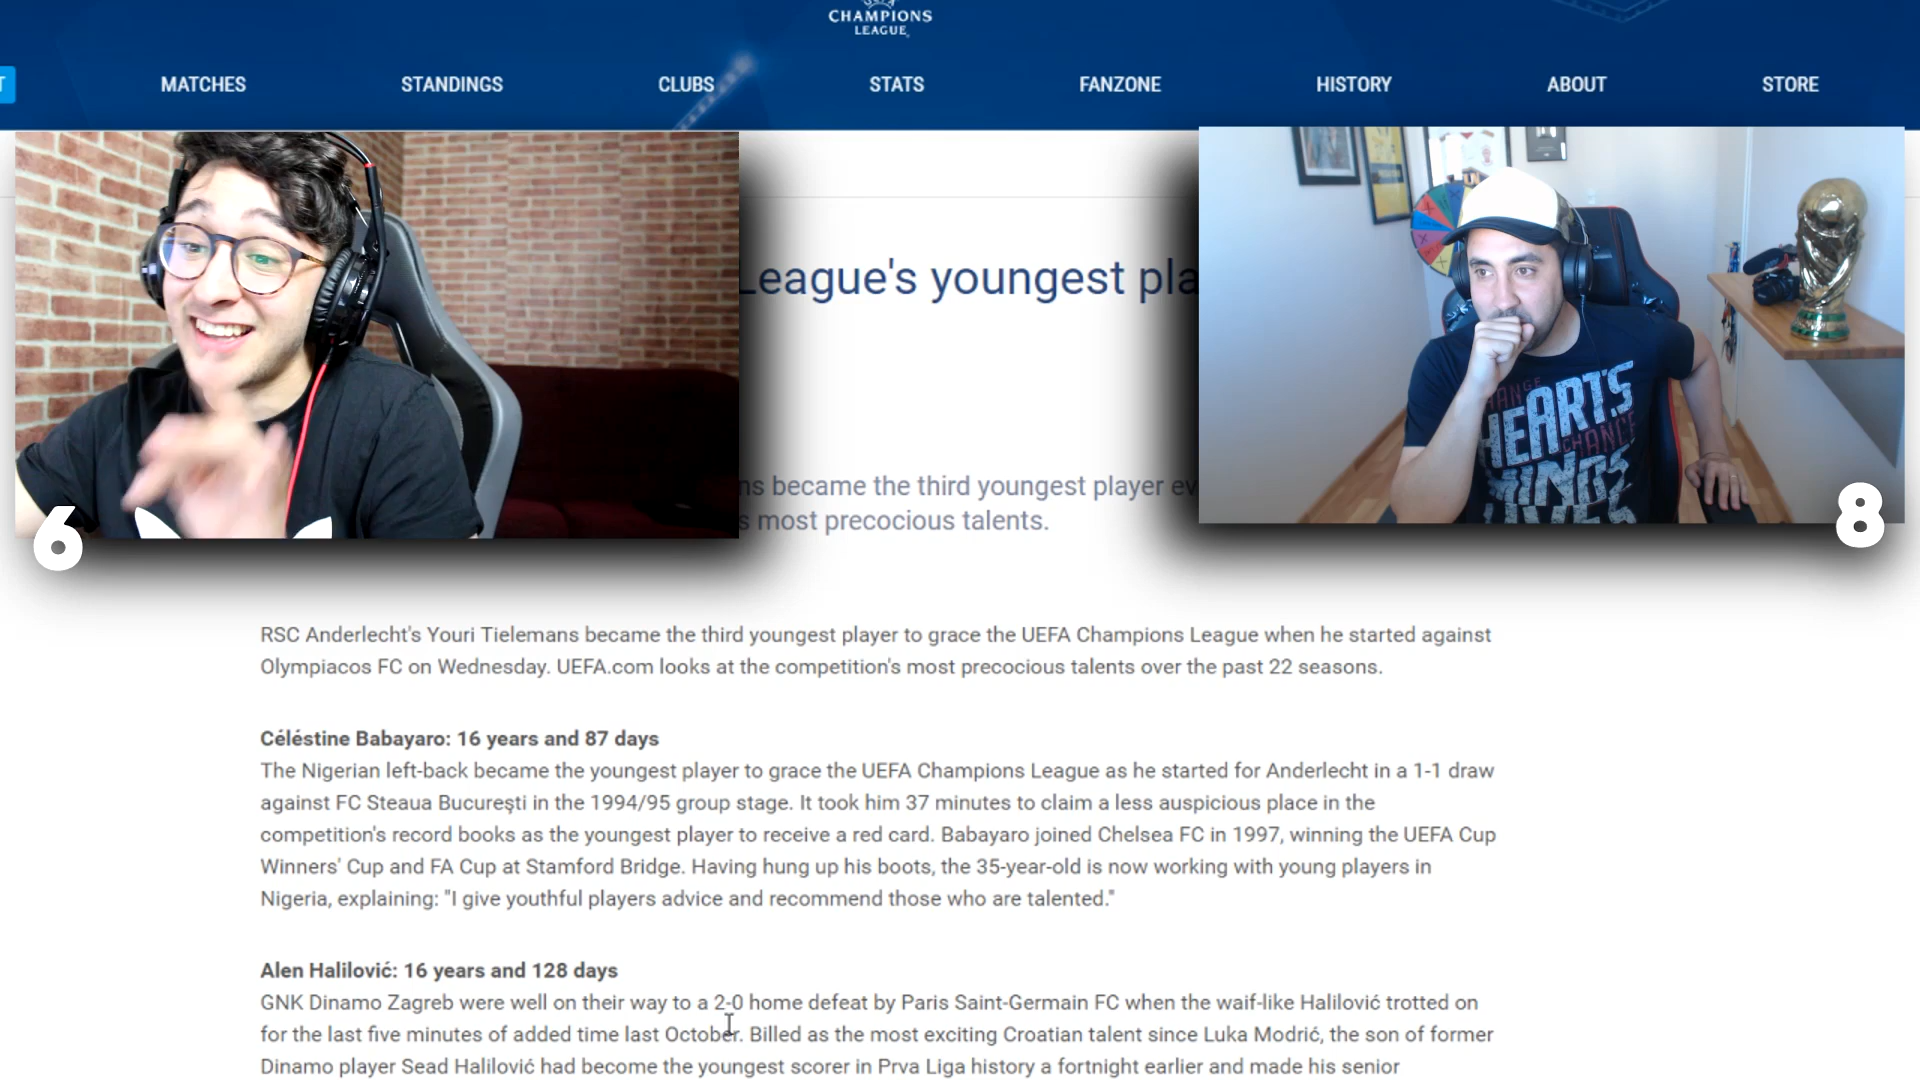 CHAMPIONS
LEAGUE
T MATCHES STANDINGS CLUBS STATS FANZONE HISTORY ABOUT STORE
League's youngest pla
ns became the third youngest player ev
s most precocious talents.
CHANGE
HEARTS
CHANCE
MINDS
LIVES
6
8
RSC Anderlecht's Youri Tielemans became the third youngest player to grace the UEFA Champions League when he started against
Olympiacos FC on Wednesday. UEFA.com looks at the competition's most precocious talents over the past 22 seasons.
Céléstine Babayaro: 16 years and 87 days
The Nigerian left-back became the youngest player to grace the UEFA Champions League as he started for Anderlecht in a 1-1 draw
against FC Steaua Bucureşti in the 1994/95 group stage. It took him 37 minutes to claim a less auspicious place in the
competition's record books as the youngest player to receive a red card. Babayaro joined Chelsea FC in 1997, winning the UEFA Cup
Winners' Cup and FA Cup at Stamford Bridge. Having hung up his boots, the 35-year-old is now working with young players in
Nigeria, explaining: "I give youthful players advice and recommend those who are talented."
Alen Halilović: 16 years and 128 days
GNK Dinamo Zagreb were well on their way to a 2-0 home defeat by Paris Saint-Germain FC when the waif-like Halilović trotted on
for the last five minutes of added time last October. Billed as the most exciting Croatian talent since Luka Modrić, the son of former
Dinamo player Sead Halilović had become the youngest scorer in Prva Liga history a fortnight earlier and made his senior